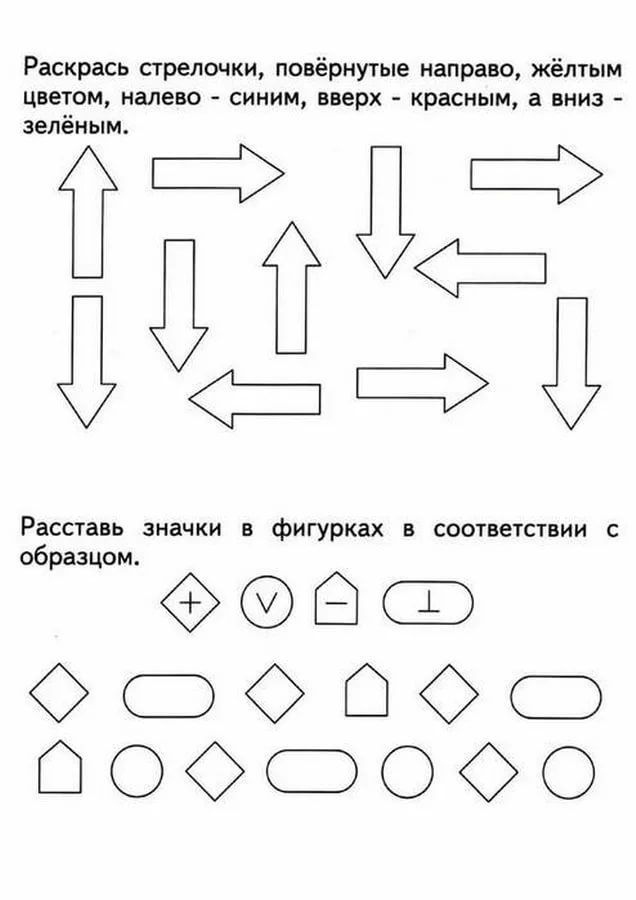 Раскрась стрелочки, повёрнутые направо, жёлтым
цветом, налево - синим, вверх - красным, а вниз -
зелёным.
Расставь значки в фигурках в соответствии с
образцом.